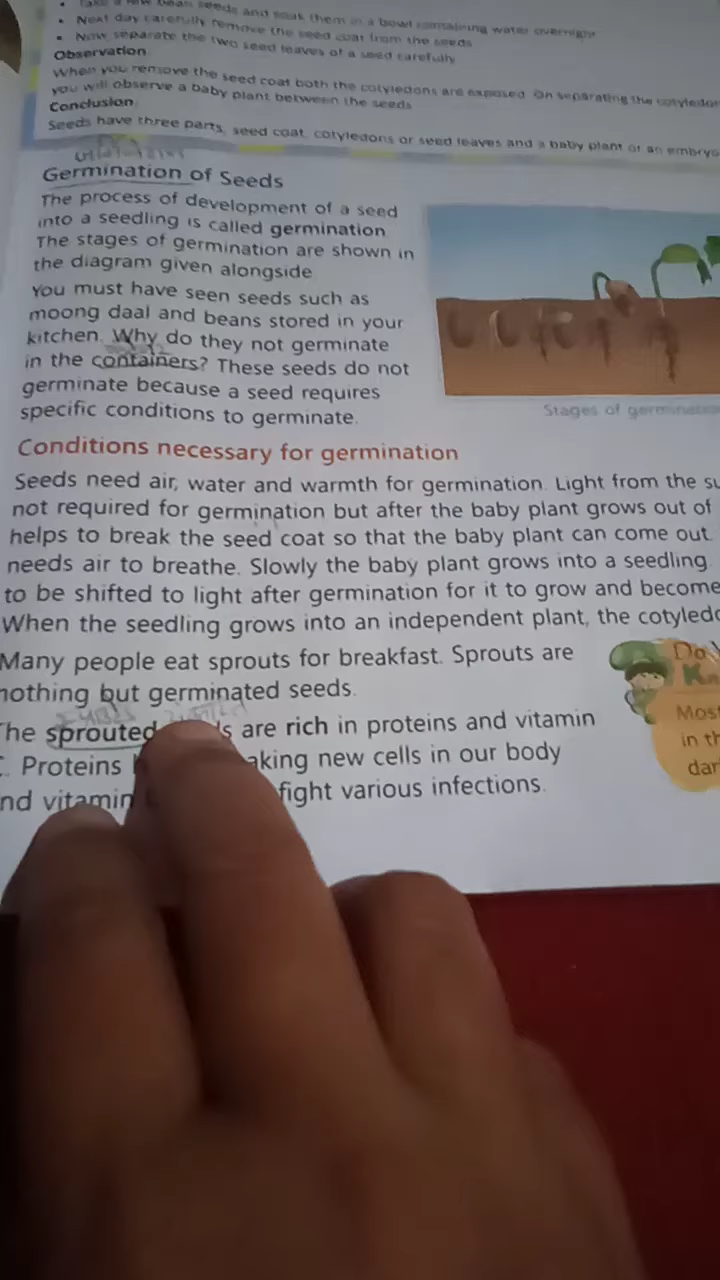 Take a few bean seeds and soak them in a bowl containing water overnight
• Next day carefully remove the seed coat from the seeds
• Now separate the two seed leaves of a seed carefully
Observation
When you remove the seed coat both the cotyledons are exposed. On separating the
you will observe a baby plant between the seeds
Conclusion
Seeds have three parts, seed coat, cotyledons or seed leaves and a baby plant or an
Germination of Seeds
The process of development of a seed
into a seedling is called germination
The stages of germination are shown in
the diagram given alongside
You must have seen seeds such as
moong daal and beans stored in your
kitchen. Why do they not germinate
in the containers? These seeds do not
germinate because a seed requires
specific conditions to germinate.
Stages of
Conditions necessary for germination
Seeds need air, water and warmth for germination. Light from the
not required for germination but after the baby plant grows out of
helps to break the seed coat so that the baby plant can come out.
needs air to breathe. Slowly the baby plant grows into a seedling.
to be shifted to light after germination for it to grow and become
When the seedling grows into an independent plant, the
Many people eat sprouts for breakfast. Sprouts are
nothing but germinated seeds.
Do
Most
in
The sprouted are rich in proteins and vitamin
Proteins new cells in our body
vitamin fight various infections.